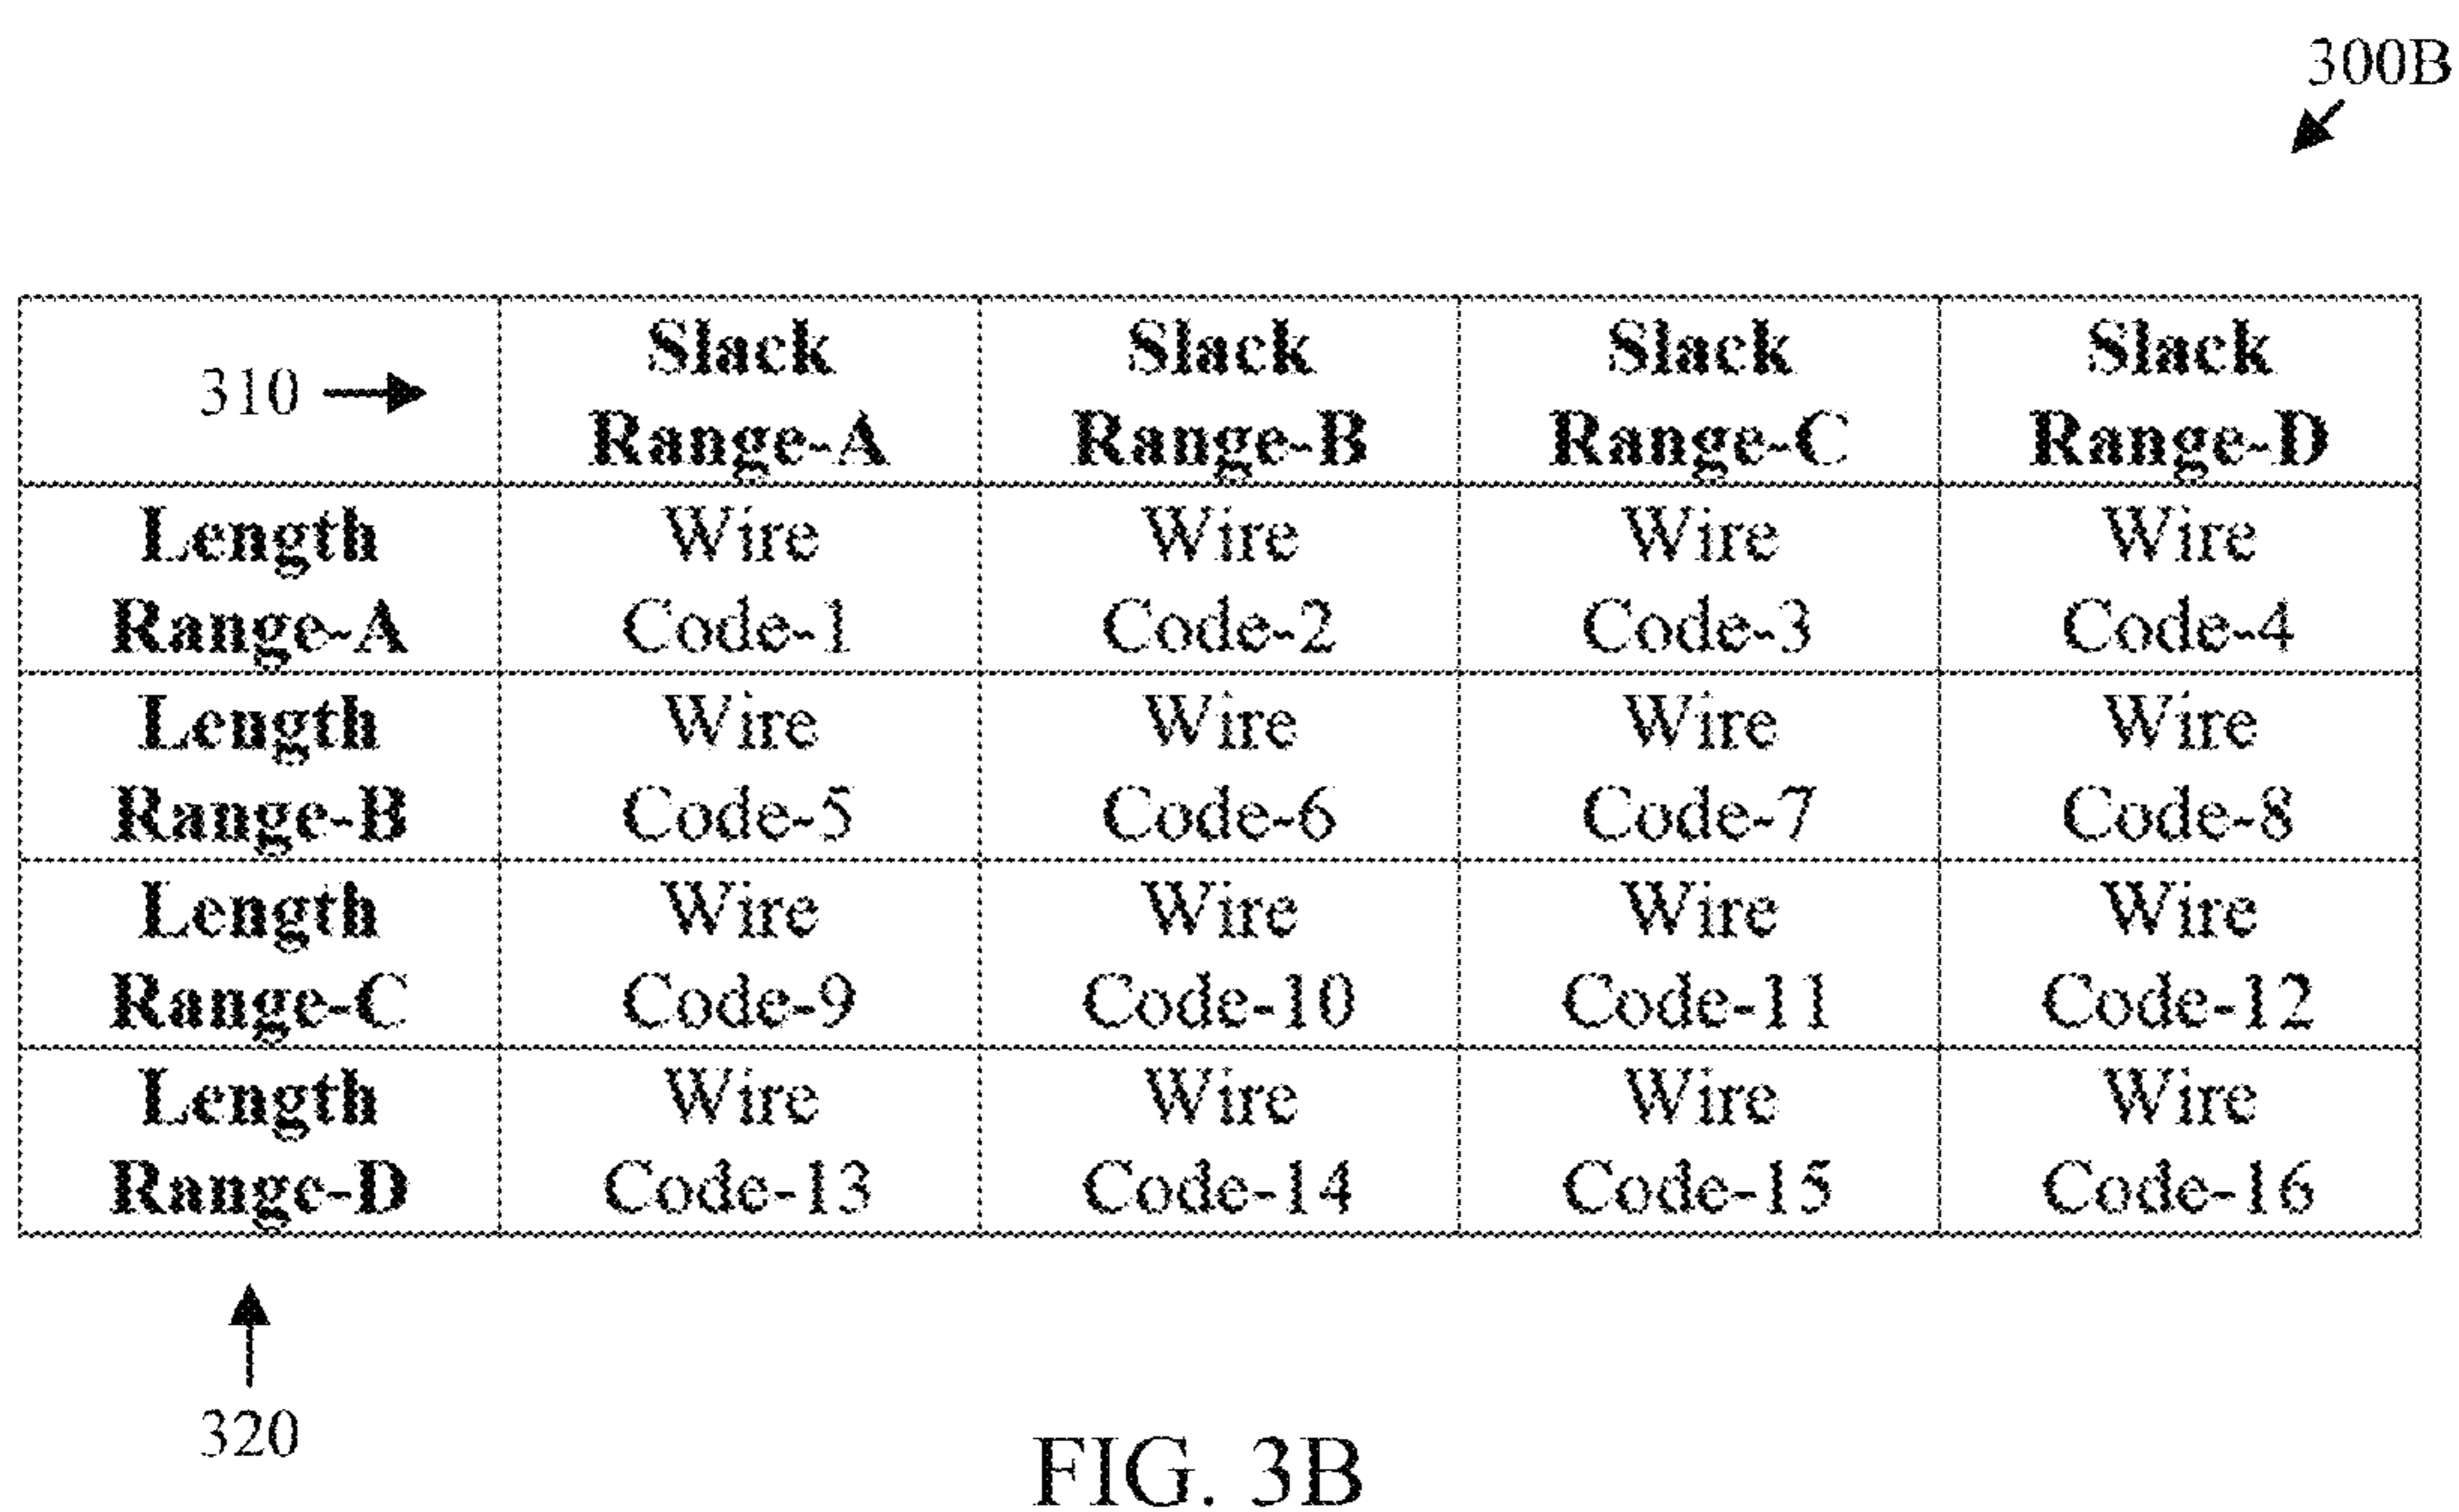 300B
310
Slack Range-A
Slack Range-B
Slack Range-C
Slack Range-D
Length Range-A
Wire Code-1
Wire Code-2
Wire Code-3
Wire Code-4
Length Range-B
Wire Code-5
Wire Code-6
Wire Code-7
Wire Code-8
Length Range-C
Wire Code-9
Wire Code-10
Wire Code-11
Wire Code-12
Length Range-D
Wire Code-13
Wire Code-14
Wire Code-15
Wire Code-16
320
FIG. 3B